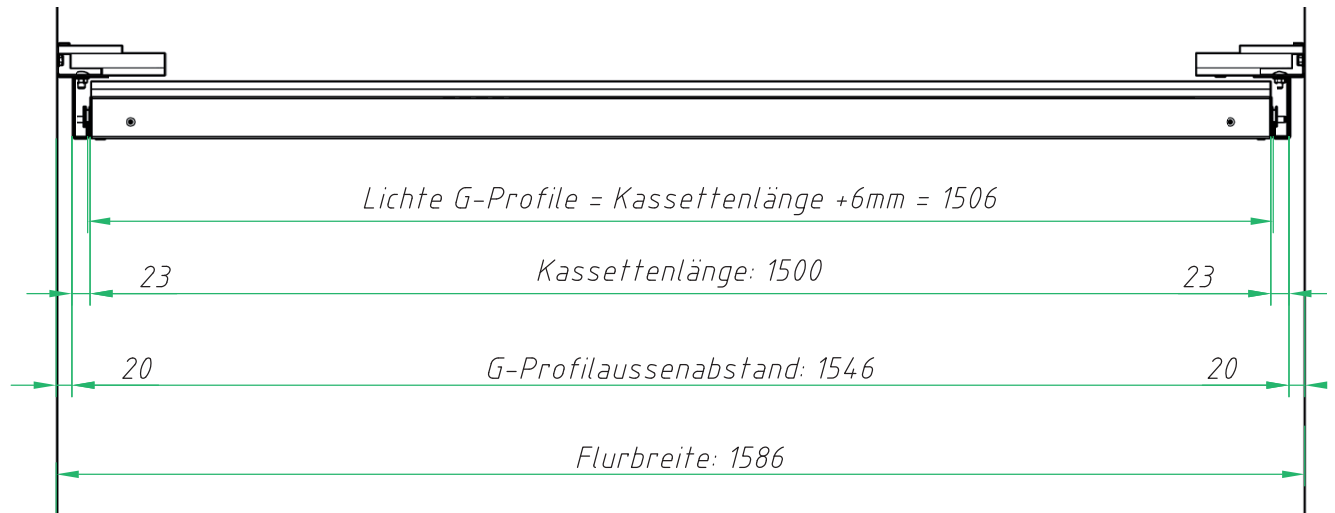 Lichte G-Profile = Kassettenlänge +6mm = 1506
23 Kassettenlänge: 1500 23
20 G-Profilaussenabstand: 1546 20
Flurbreite: 1586